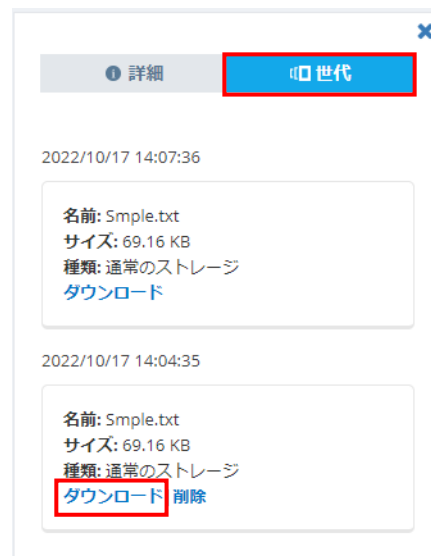 詳細 世代
2022/10/17 14:07:36
名前: Smple.txt
サイズ: 69.16 KB
種類: 通常のストレージ
ダウンロード
2022/10/17 14:04:35
名前: Smple.txt
サイズ: 69.16 KB
種類: 通常のストレージ
ダウンロード 削除